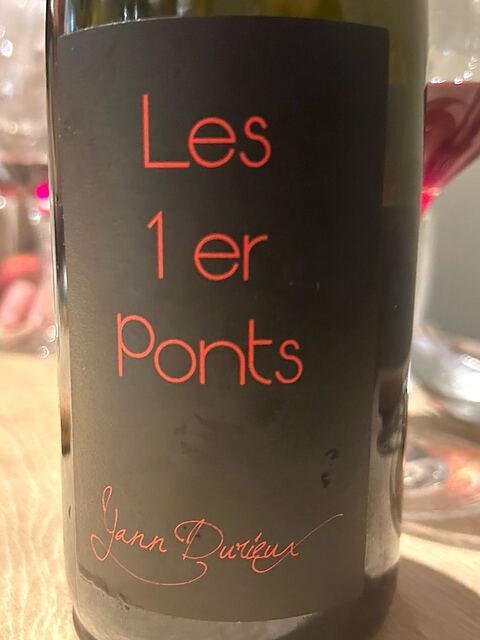 Les
1 er
Ponts
Yann Durieux